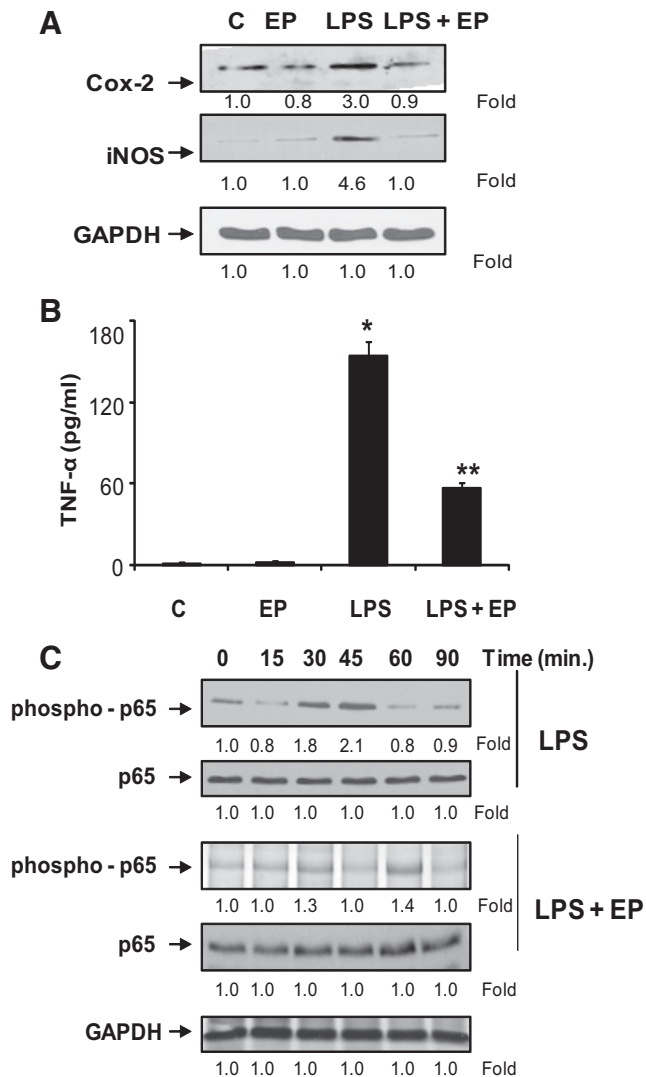 A
C EP LPS LPS + EP
Cox-2
1.0 0.8 3.0 0.9 Fold
iNOS
1.0 1.0 4.6 1.0 Fold
GAPDH
1.0 1.0 1.0 1.0 Fold
B
TNF-α (pg/ml)
180
120
60
0
*
**
C EP LPS LPS + EP
C
0 15 30 45 60 90 Time (min.)
phospho - p65
1.0 0.8 1.8 2.1 0.8 0.9 Fold
LPS
p65
1.0 1.0 1.0 1.0 1.0 1.0 Fold
phospho - p65
1.0 1.0 1.3 1.0 1.4 1.0 Fold
LPS + EP
p65
1.0 1.0 1.0 1.0 1.0 1.0 Fold
GAPDH
1.0 1.0 1.0 1.0 1.0 1.0 Fold